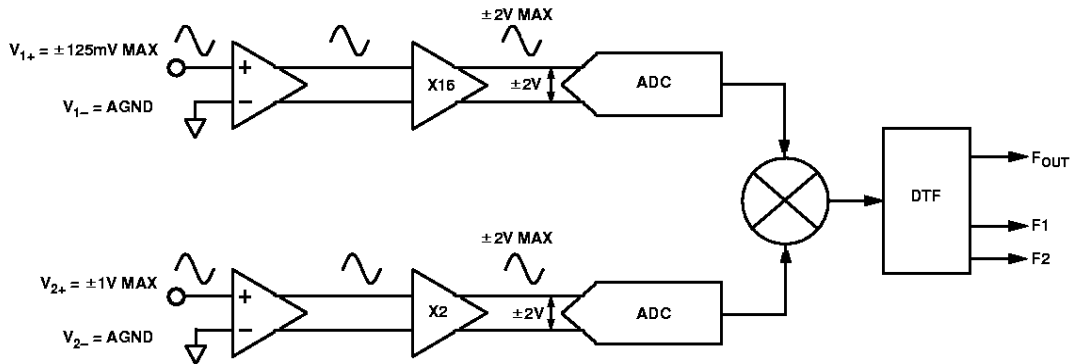 ±2V MAX
V1+ = ±125mV MAX
+
X16
±2V
ADC
V1– = AGND
–
DTF
FOUT
F1
F2
±2V MAX
V2+ = ±1V MAX
+
X2
±2V
ADC
V2– = AGND
–